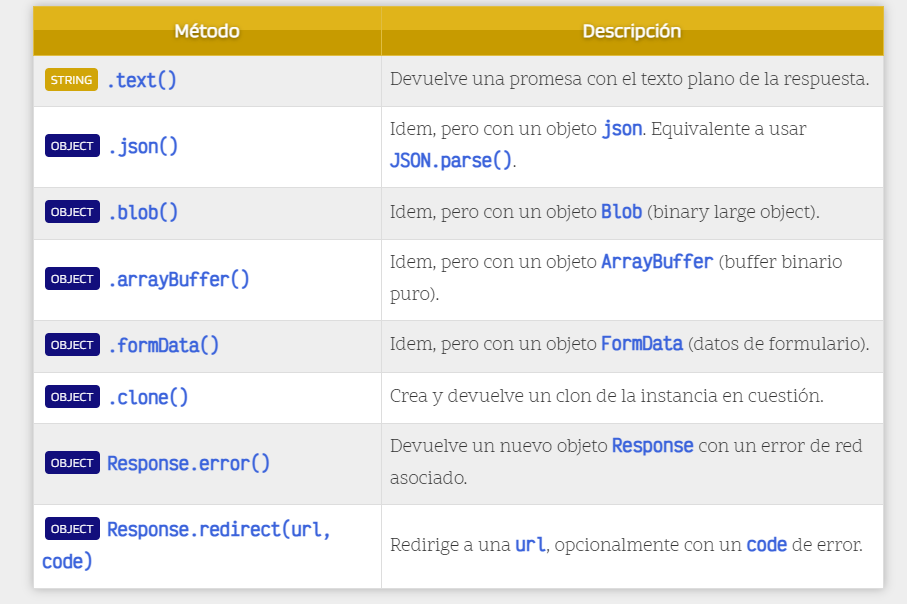 Método Descripción
STRING .text() Devuelve una promesa con el texto plano de la respuesta.
OBJECT .json() Idem, pero con un objeto json. Equivalente a usar
JSON.parse().
OBJECT .blob() Idem, pero con un objeto Blob (binary large object).
OBJECT .arrayBuffer() Idem, pero con un objeto ArrayBuffer (buffer binario
puro).
OBJECT .formData() Idem, pero con un objeto FormData (datos de formulario).
OBJECT .clone() Crea y devuelve un clon de la instancia en cuestión.
OBJECT Response.error() Devuelve un nuevo objeto Response con un error de red
asociado.
OBJECT Response.redirect(url,
code) Redirige a una url, opcionalmente con un code de error.